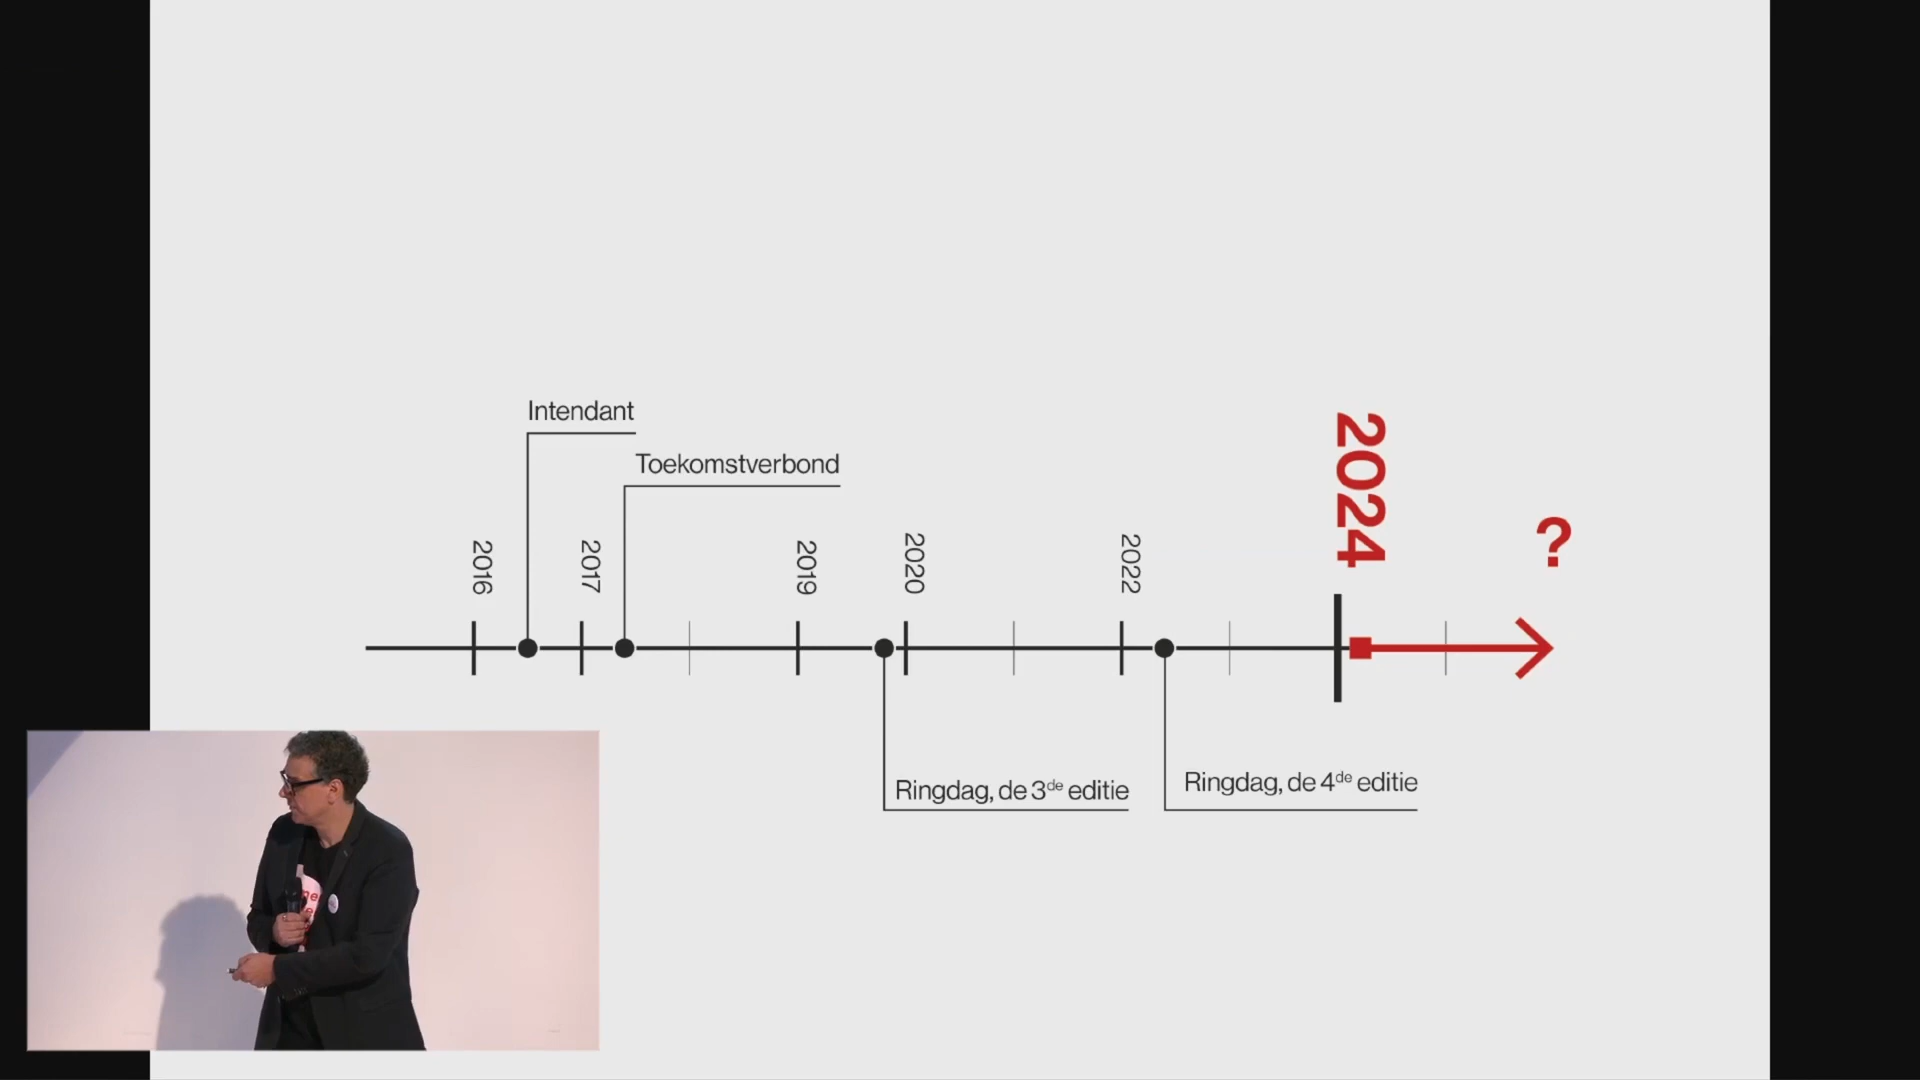 Intendant
Toekomstverbond
2016
2017
2019
2020
2022
2024
?
Ringdag, de 3de editie
Ringdag, de 4de editie